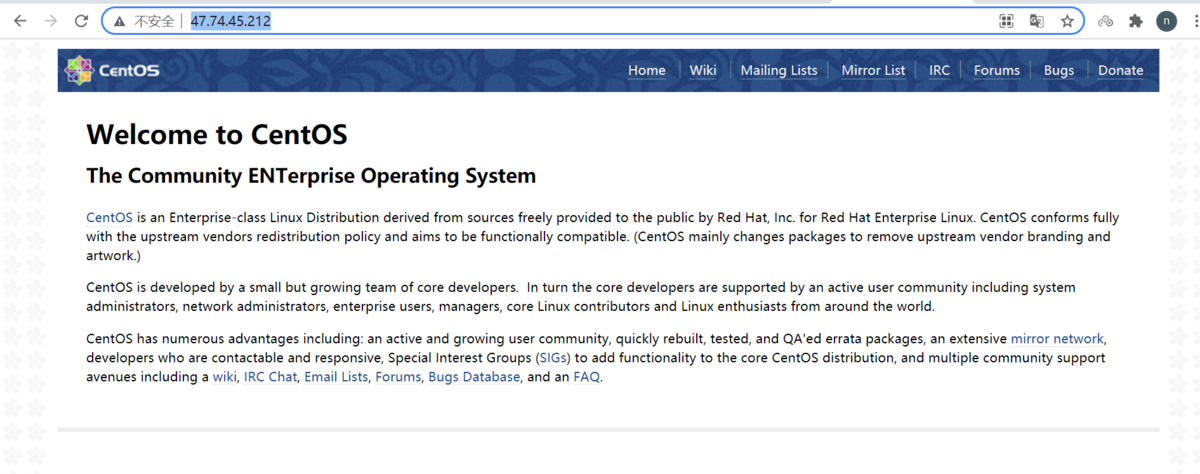 不安全 | 47.74.45.212
n
CentOS
Home Wiki Mailing Lists Mirror List IRC Forums Bugs Donate
Welcome to CentOS
The Community ENTerprise Operating System
CentOS is an Enterprise-class Linux Distribution derived from sources freely provided to the public by Red Hat, Inc. for Red Hat Enterprise Linux. CentOS conforms fully
with the upstream vendors redistribution policy and aims to be functionally compatible. (CentOS mainly changes packages to remove upstream vendor branding and
artwork.)
CentOS is developed by a small but growing team of core developers.  In turn the core developers are supported by an active user community including system
administrators, network administrators, enterprise users, managers, core Linux contributors and Linux enthusiasts from around the world.
CentOS has numerous advantages including: an active and growing user community, quickly rebuilt, tested, and QA'ed errata packages, an extensive mirror network,
developers who are contactable and responsive, Special Interest Groups (SIGs) to add functionality to the core CentOS distribution, and multiple community support
avenues including a wiki, IRC Chat, Email Lists, Forums, Bugs Database, and an FAQ.